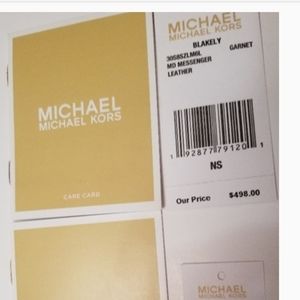 MICHAEL
MICHAEL KORS
CARE CARD
MICHAEL
MICHAEL KORS
BLAKELY GARNET
30S8SZLM6L
MD MESSENGER
LEATHER
1 92877 79120 1
NS
Our Price $498.00
MICHAEL
MICHAEL KORS